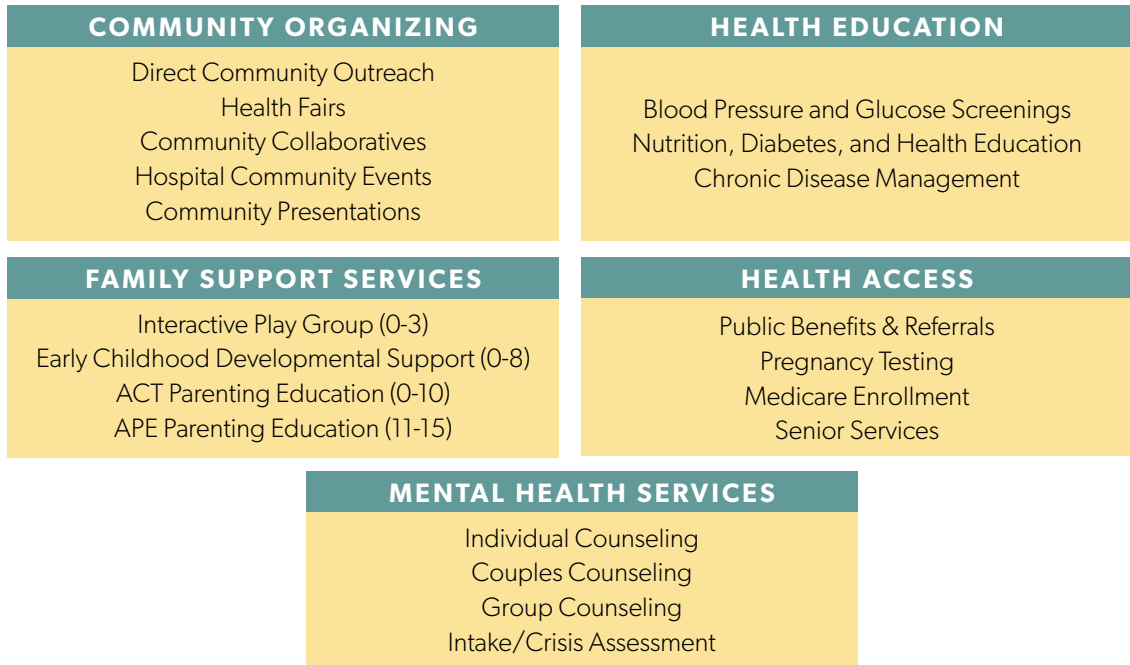 COMMUNITY ORGANIZING
Direct Community Outreach
Health Fairs
Community Collaboratives
Hospital Community Events
Community Presentations
HEALTH EDUCATION
Blood Pressure and Glucose Screenings
Nutrition, Diabetes, and Health Education
Chronic Disease Management
FAMILY SUPPORT SERVICES
Interactive Play Group (0-3)
Early Childhood Developmental Support (0-8)
ACT Parenting Education (0-10)
APE Parenting Education (11-15)
HEALTH ACCESS
Public Benefits & Referrals
Pregnancy Testing
Medicare Enrollment
Senior Services
MENTAL HEALTH SERVICES
Individual Counseling
Couples Counseling
Group Counseling
Intake/Crisis Assessment